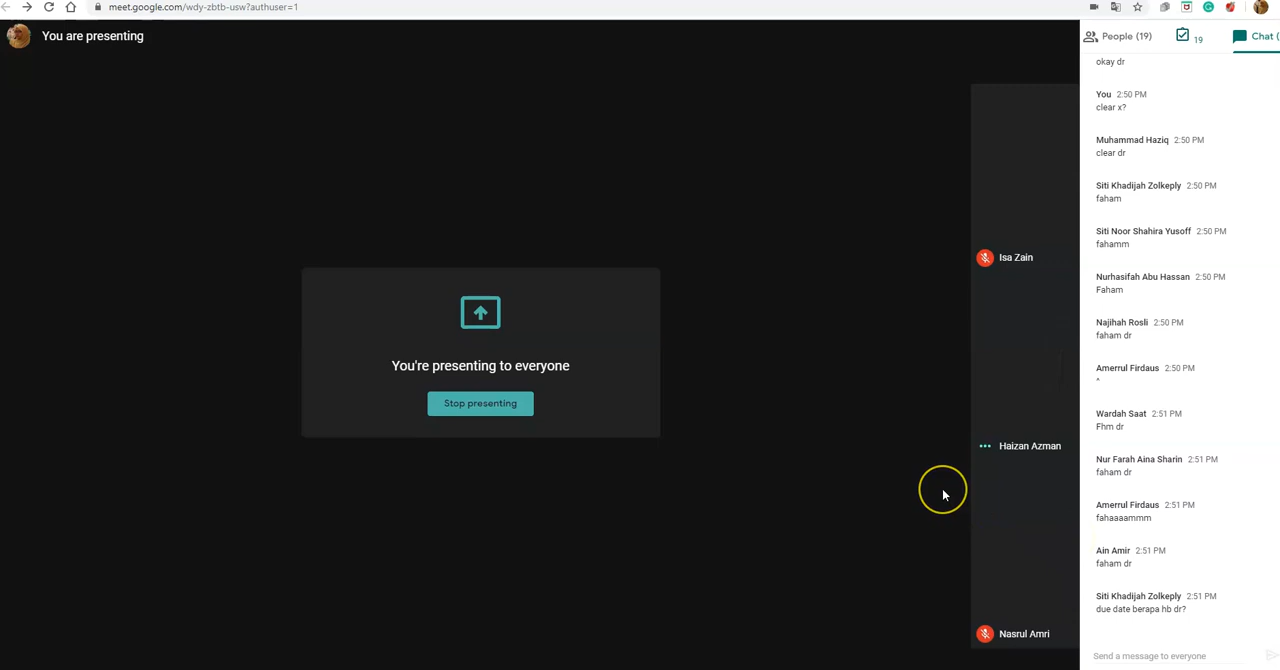 meet.google.com/wdy-zbtb-usw?authuser=1
You are presenting
People (19)
19
Chat (
okay dr
You 2:50 PM
clear x?
Muhammad Haziq 2:50 PM
clear dr
Siti Khadijah Zolkeply 2:50 PM
faham
Siti Noor Shahira Yusoff 2:50 PM
fahamm
Isa Zain
Nurhasifah Abu Hassan 2:50 PM
Faham
Najihah Rosli 2:50 PM
faham dr
You're presenting to everyone
Stop presenting
Amerrul Firdaus 2:50 PM
^
Wardah Saat 2:51 PM
Fhm dr
Haizan Azman
Nur Farah Aina Sharin 2:51 PM
faham dr
Amerrul Firdaus 2:51 PM
fahaaaammm
Ain Amir 2:51 PM
faham dr
Siti Khadijah Zolkeply 2:51 PM
due date berapa hb dr?
Nasrul Amri
Send a message to everyone